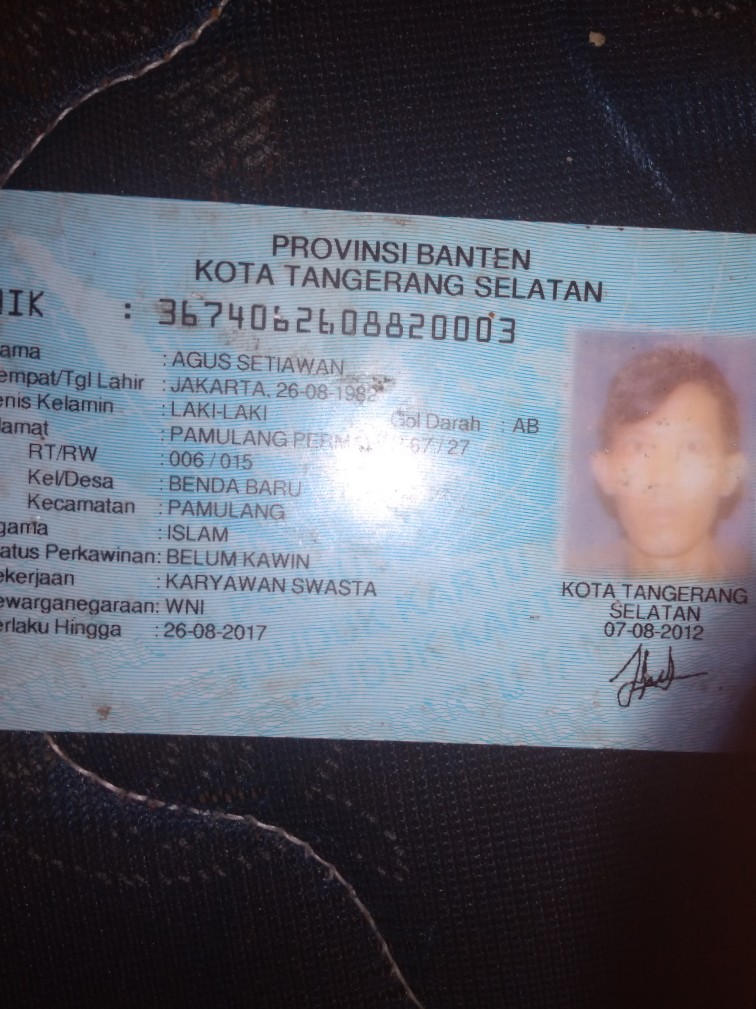 PROVINSI BANTEN
KOTA TANGERANG SELATAN
NIK : 3674062608820003
ama : AGUS SETIAWAN
empat/Tgl Lahir : JAKARTA, 26-08-1982
enis Kelamin : LAKI-LAKI Gol Darah : AB
lamat : PAMULANG 67/27
RT/RW : 006/015
Kel/Desa : BENDA BARU
Kecamatan : PAMULANG
gama : ISLAM
atus Perkawinan: BELUM KAWIN
ekerjaan : KARYAWAN SWASTA
ewarganegaraan: WNI
erlaku Hingga : 26-08-2017
KOTA TANGERANG
SELATAN
07-08-2012